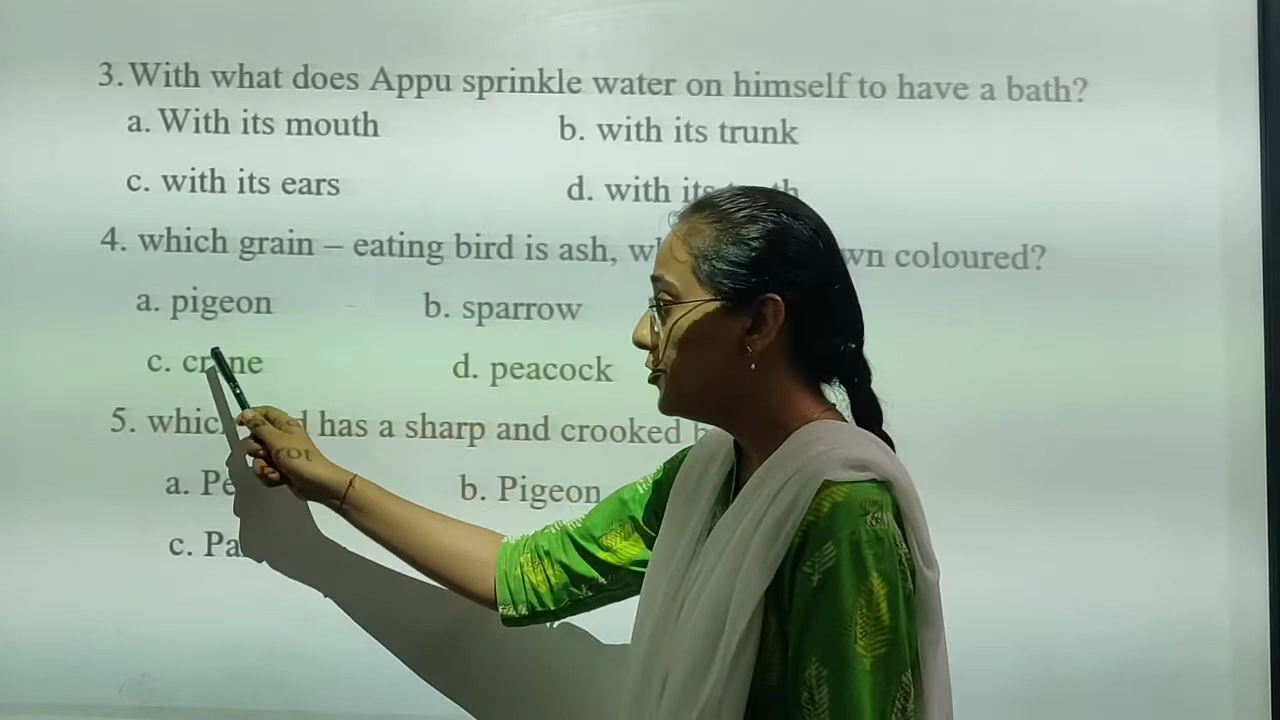 3. With what does Appu sprinkle water on himself to have a bath?
a. With its mouth b. with its trunk
c. with its ears d. with its
4. which grain – eating bird is ash, coloured?
a. pigeon b. sparrow
c. crane d. peacock
5. which has a sharp and crooked
a. b. Pigeon
c.